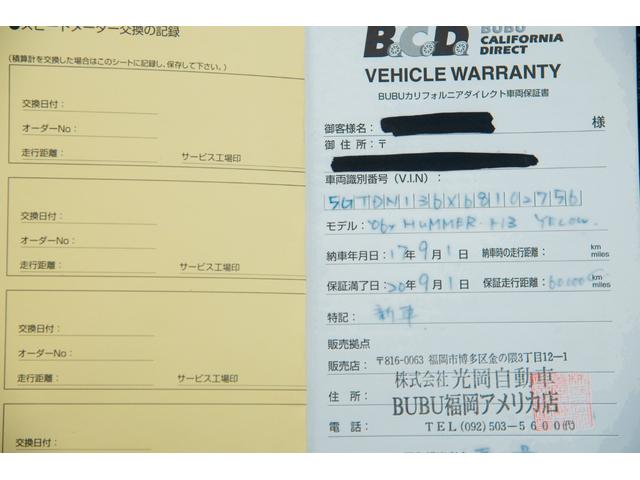 ●スピードメーター交換の記録
(積算計を交換した場合はこのシートに記録し、保存して下さい。)
交換日付:
オーダーNo:
走行距離:
サービス工場印
交換日付:
オーダーNo:
走行距離:
サービス工場印
交換日付:
オーダーNo:
走行距離:
サービス工場印
交換日付:
B.C.D. BUBU CALIFORNIA DIRECT
VEHICLE WARRANTY
BUBUカリフォルニアダイレクト車両保証書
御客様名: 様
御住所:〒
車両識別番号(V.I.N):
5GTDN136X68102756
モデル: '06y HUMMER H3 YELOW.
納車年月日: 17年9月1日 納車時の走行距離: km miles
保証満了日: 20年9月1日 保証走行距離: 60000 km miles
特記: 新車
販売拠点
販売店: 〒816-0063 福岡市博多区金の隈3丁目12−1
株式会社光岡自動車
住所: BUBU福岡アメリカ店
電話: TEL(092)503-5600代